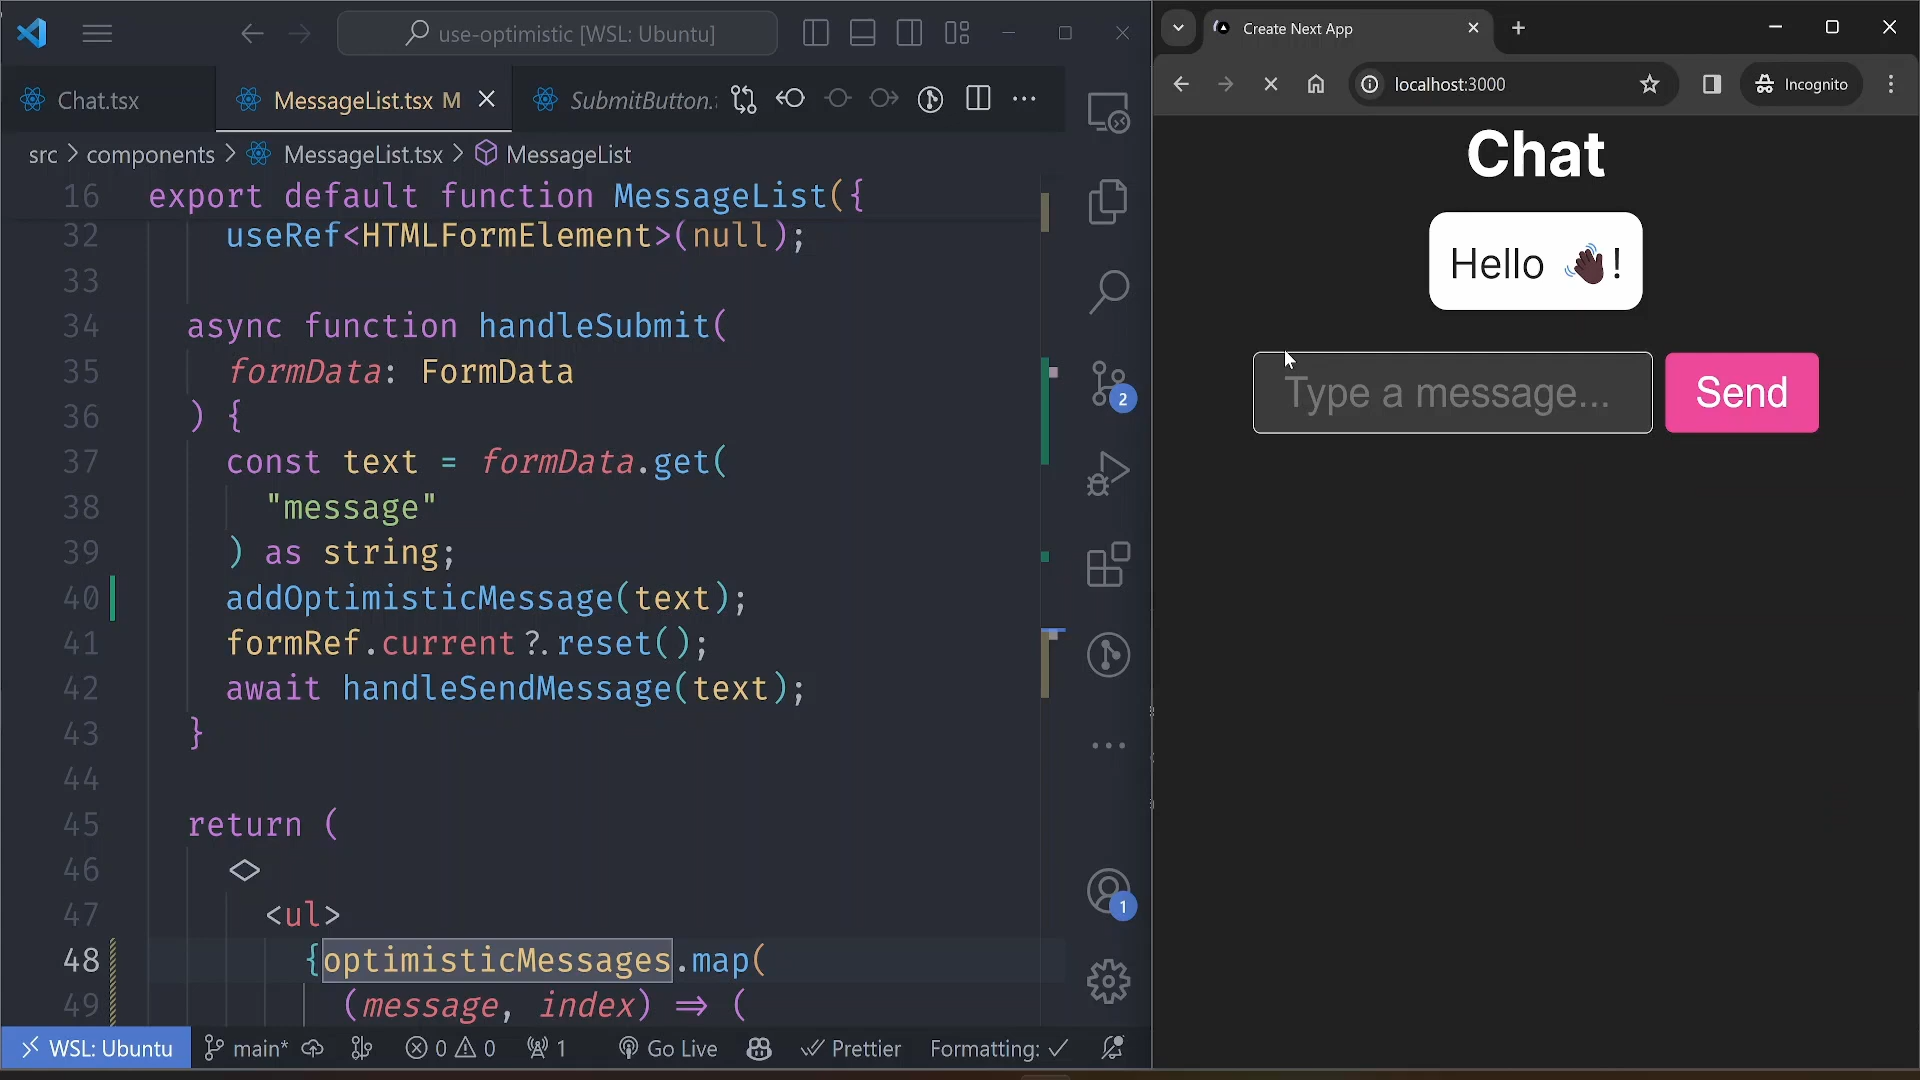 use-optimistic [WSL: Ubuntu]
Chat.tsx
MessageList.tsx M
SubmitButton.
src > components > MessageList.tsx > MessageList
16 export default function MessageList({
32 useRef<HTMLFormElement>(null);
33
34 async function handleSubmit(
35 formData: FormData
36 ) {
37 const text = formData.get(
38 "message"
39 ) as string;
40 addOptimisticMessage(text);
41 formRef.current?.reset();
42 await handleSendMessage(text);
43 }
44
45 return (
46 <>
47 <ul>
48 {optimisticMessages.map(
49 (message, index) => (
2
1
WSL: Ubuntu
main*
0
0
1
Go Live
Prettier
Formatting: ✓
Create Next App
localhost:3000
Incognito
Chat
Hello 👋🏿!
Type a message...
Send